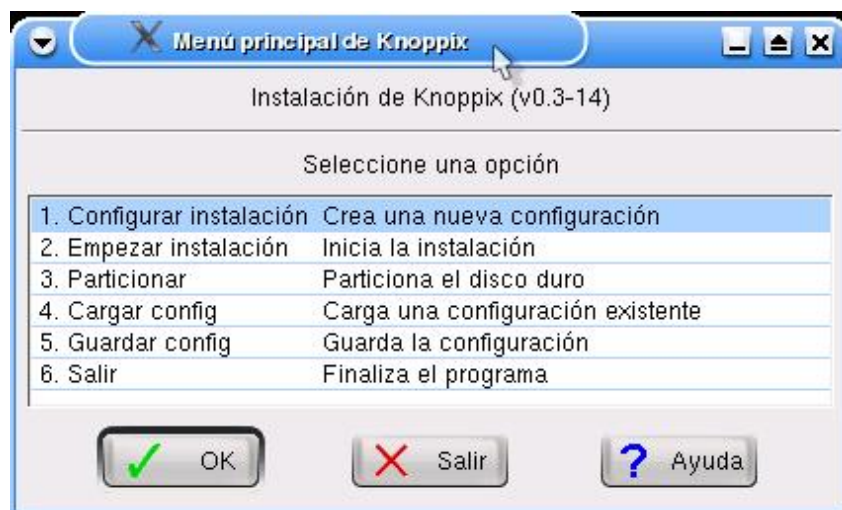 Menú principal de Knoppix
Instalación de Knoppix (v0.3-14)
Seleccione una opción
1. Configurar instalación Crea una nueva configuración
2. Empezar instalación Inicia la instalación
3. Particionar Particiona el disco duro
4. Cargar config Carga una configuración existente
5. Guardar config Guarda la configuración
6. Salir Finaliza el programa
OK Salir Ayuda